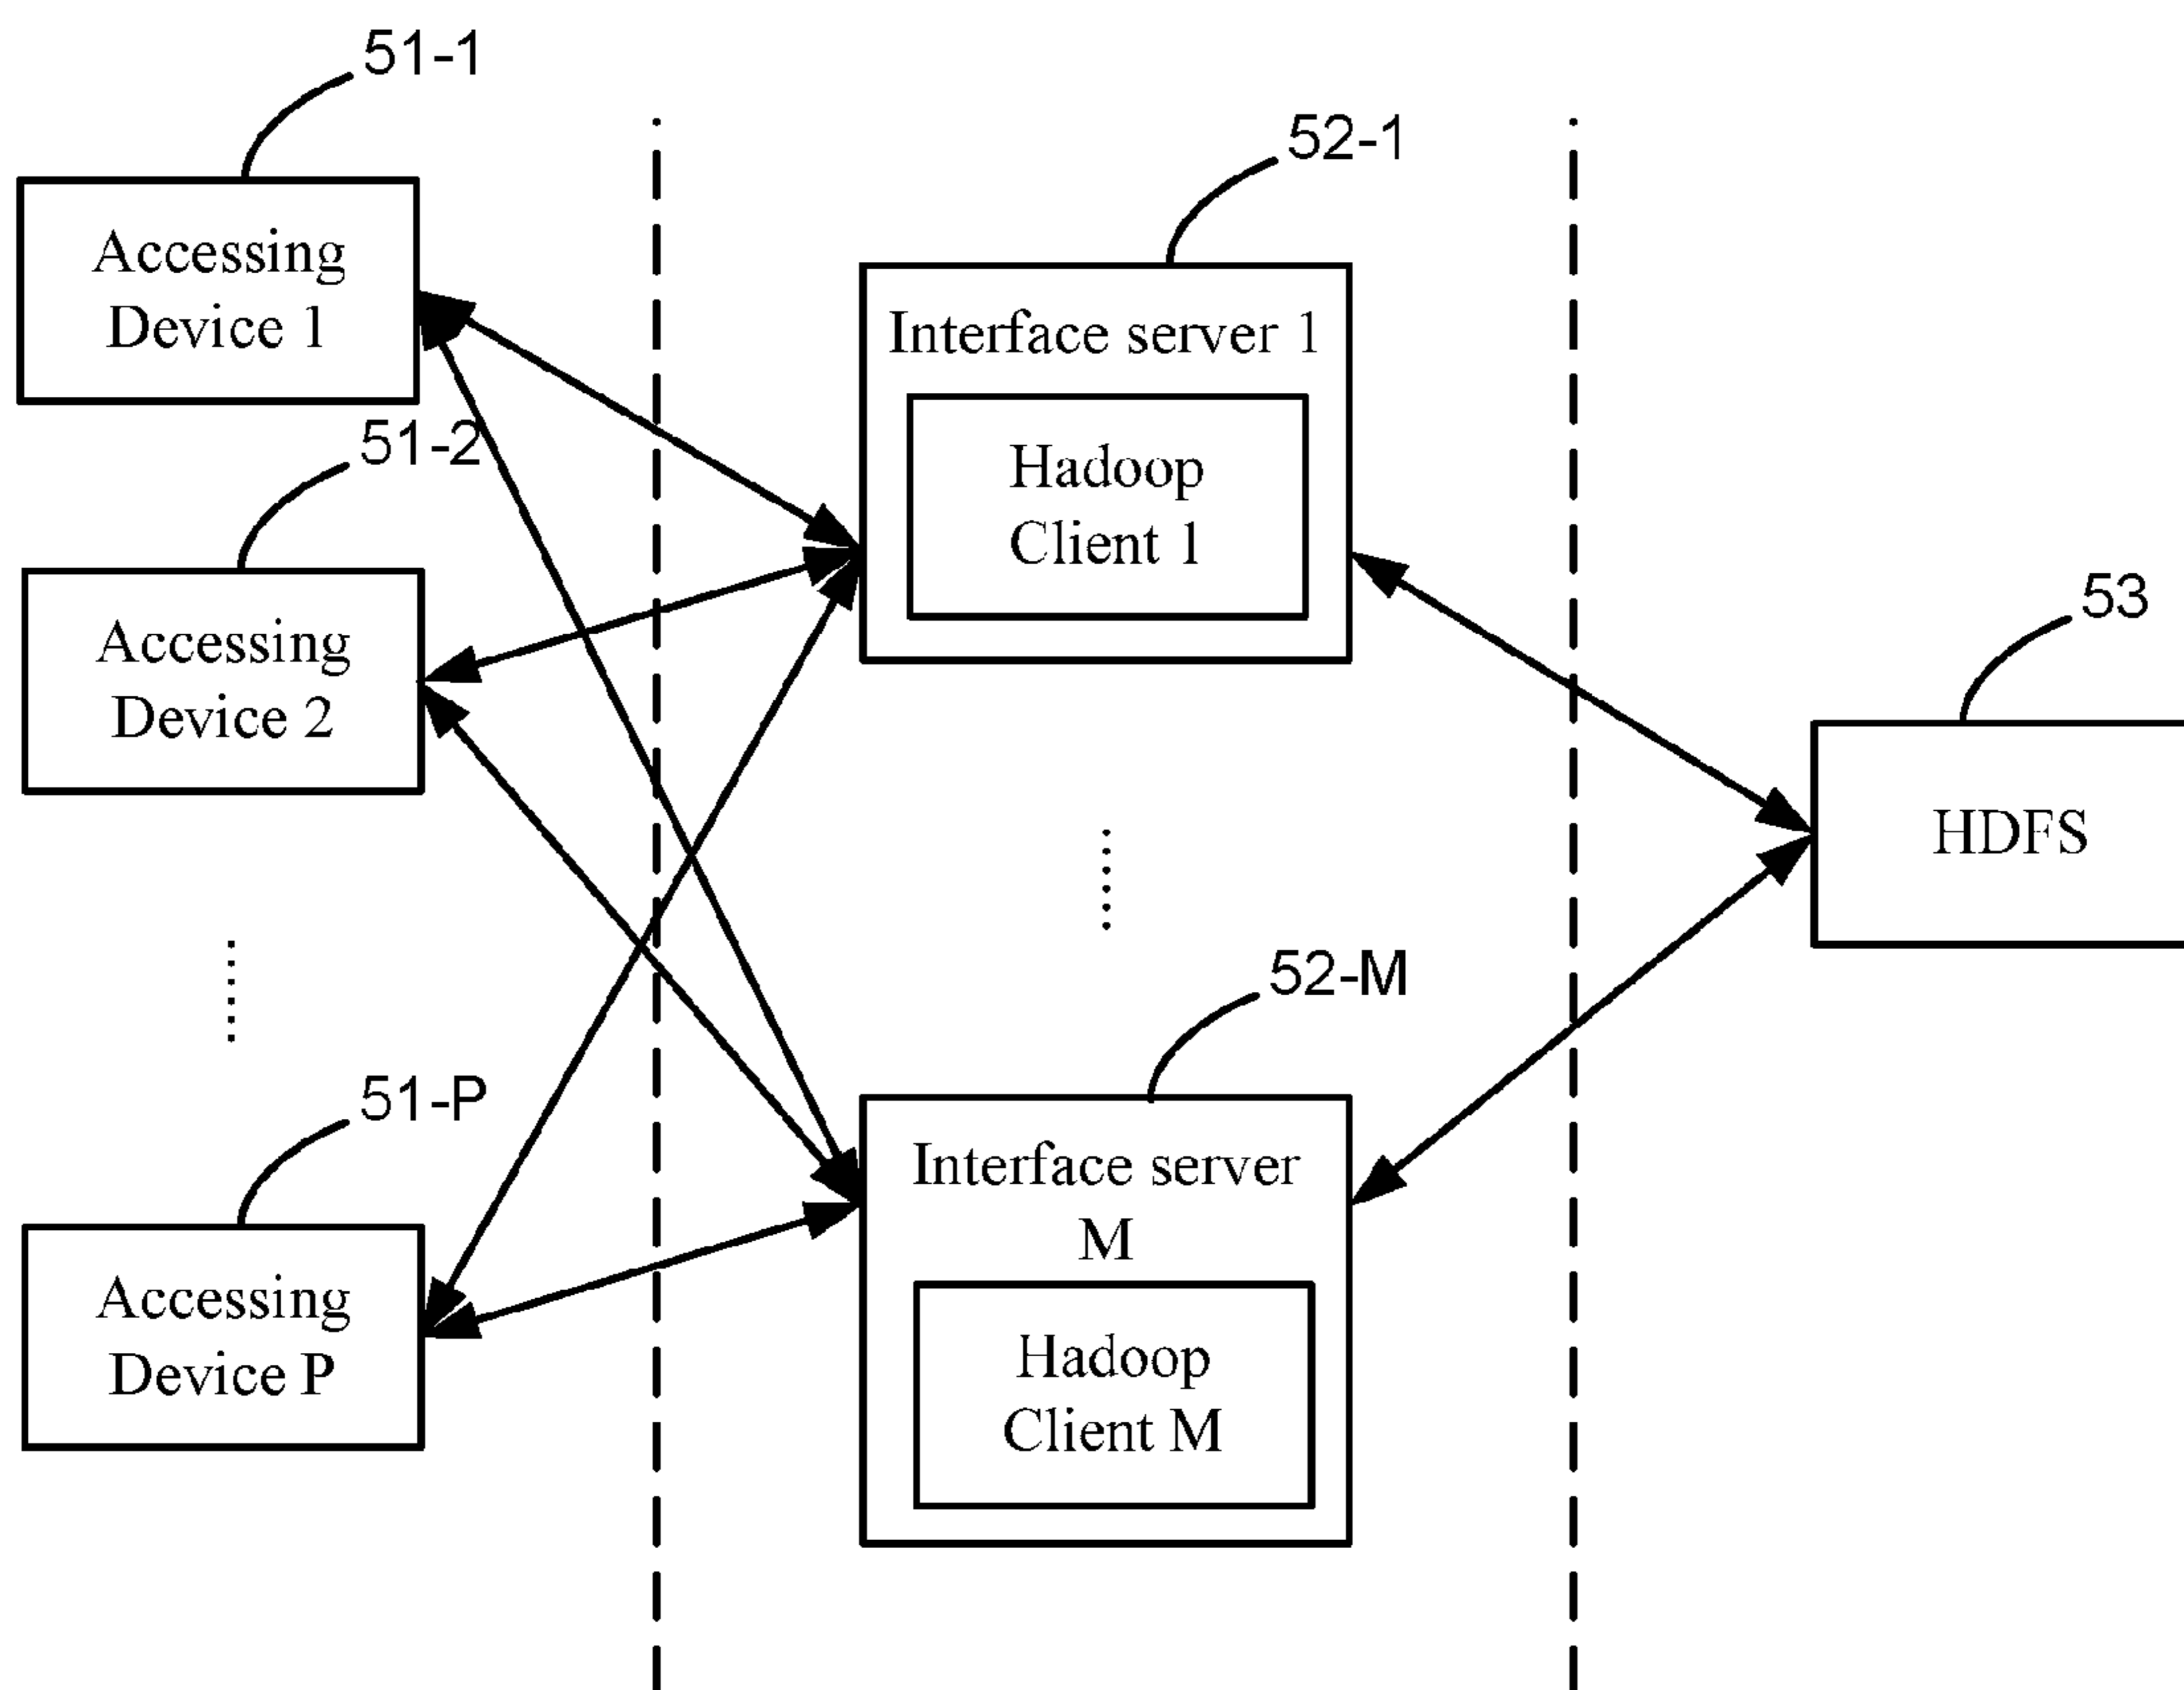 51-1
Accessing
Device 1
51-2
Accessing
Device 2
51-P
Accessing
Device P
52-1
Interface server 1
Hadoop
Client 1
52-M
Interface server
M
Hadoop
Client M
53
HDFS